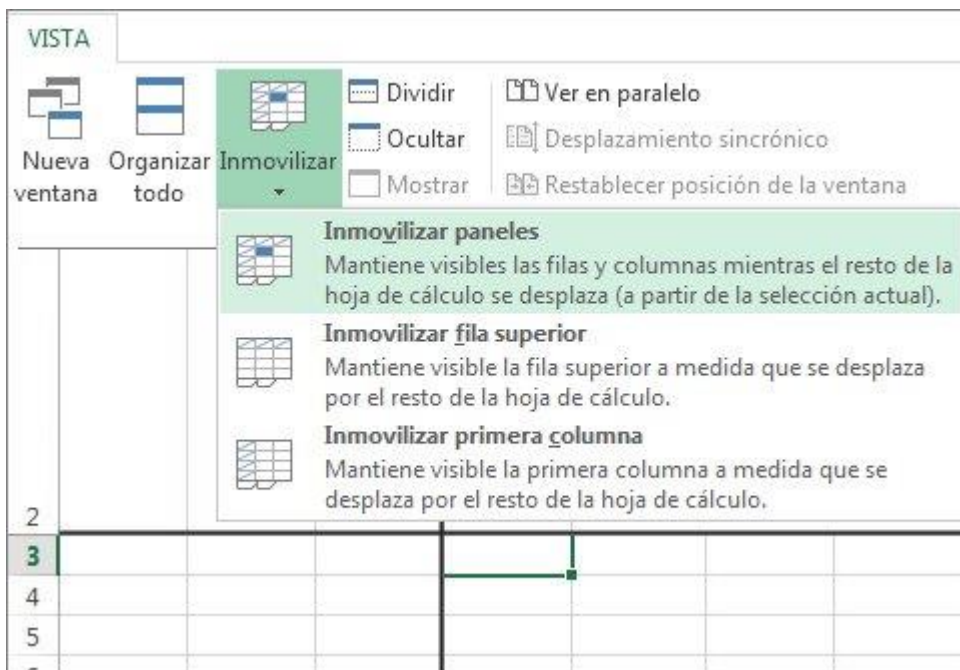 VISTA
Nueva ventana
Organizar todo
Inmovilizar
Dividir
Ocultar
Mostrar
Ver en paralelo
Desplazamiento sincrónico
Restablecer posición de la ventana
Inmovilizar paneles
Mantiene visibles las filas y columnas mientras el resto de la
hoja de cálculo se desplaza (a partir de la selección actual).
Inmovilizar fila superior
Mantiene visible la fila superior a medida que se desplaza
por el resto de la hoja de cálculo.
Inmovilizar primera columna
Mantiene visible la primera columna a medida que se
desplaza por el resto de la hoja de cálculo.
2
3
4
5